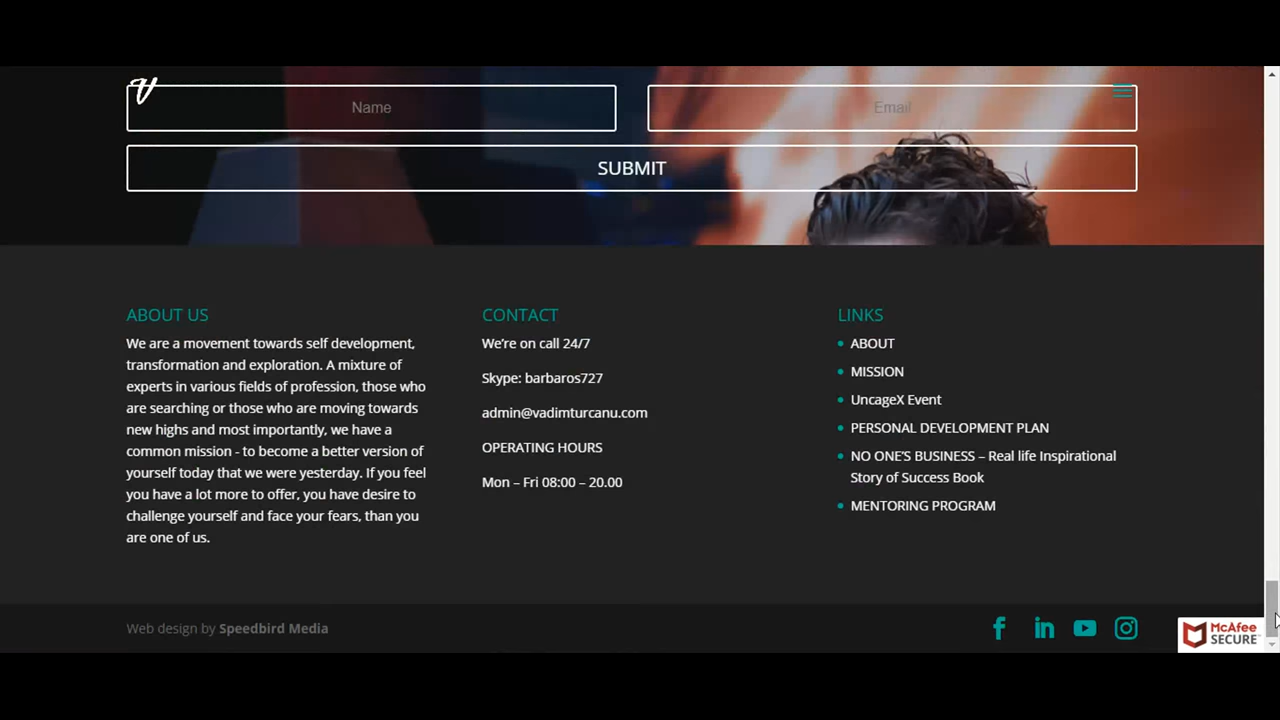 V
Name
Email
SUBMIT
ABOUT US
We are a movement towards self development,
transformation and exploration. A mixture of
experts in various fields of profession, those who
are searching or those who are moving towards
new highs and most importantly, we have a
common mission - to become a better version of
yourself today that we were yesterday. If you feel
you have a lot more to offer, you have desire to
challenge yourself and face your fears, than you
are one of us.
CONTACT
We're on call 24/7
Skype: barbaros727
admin@vadimturcanu.com
OPERATING HOURS
Mon – Fri 08:00 – 20.00
LINKS
ABOUT
MISSION
UncageX Event
PERSONAL DEVELOPMENT PLAN
NO ONE'S BUSINESS – Real life Inspirational
Story of Success Book
MENTORING PROGRAM
Web design by Speedbird Media
McAfee
SECURE